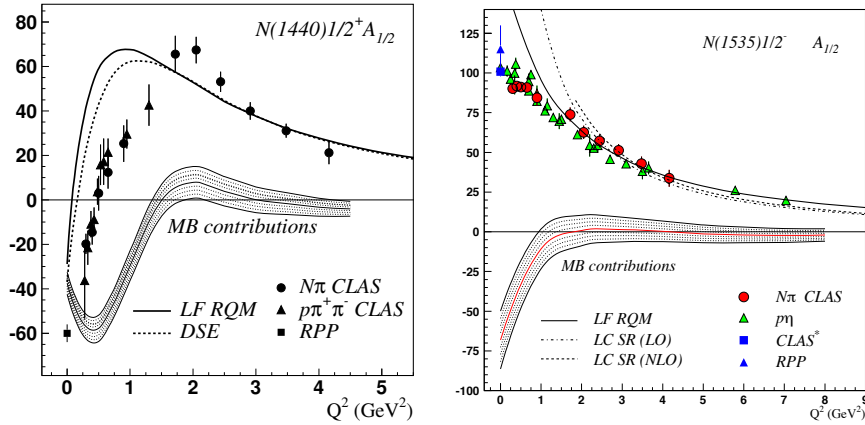 N(1440)1/2⁺A₁/₂
80
60
40
20
0
-20
-40
-60
-80
MB contributions
LF RQM
DSE
Nπ CLAS
pπ⁺π⁻ CLAS
RPP
0 1 2 3 4 5
Q² (GeV²)
N(1535)1/2⁻ A₁/₂
125
100
75
50
25
0
-25
-50
-75
-100
MB contributions
LF RQM
LC SR (LO)
LC SR (NLO)
Nπ CLAS
pη
CLAS*
RPP
0 1 2 3 4 5 6 7 8 9
Q² (GeV²)